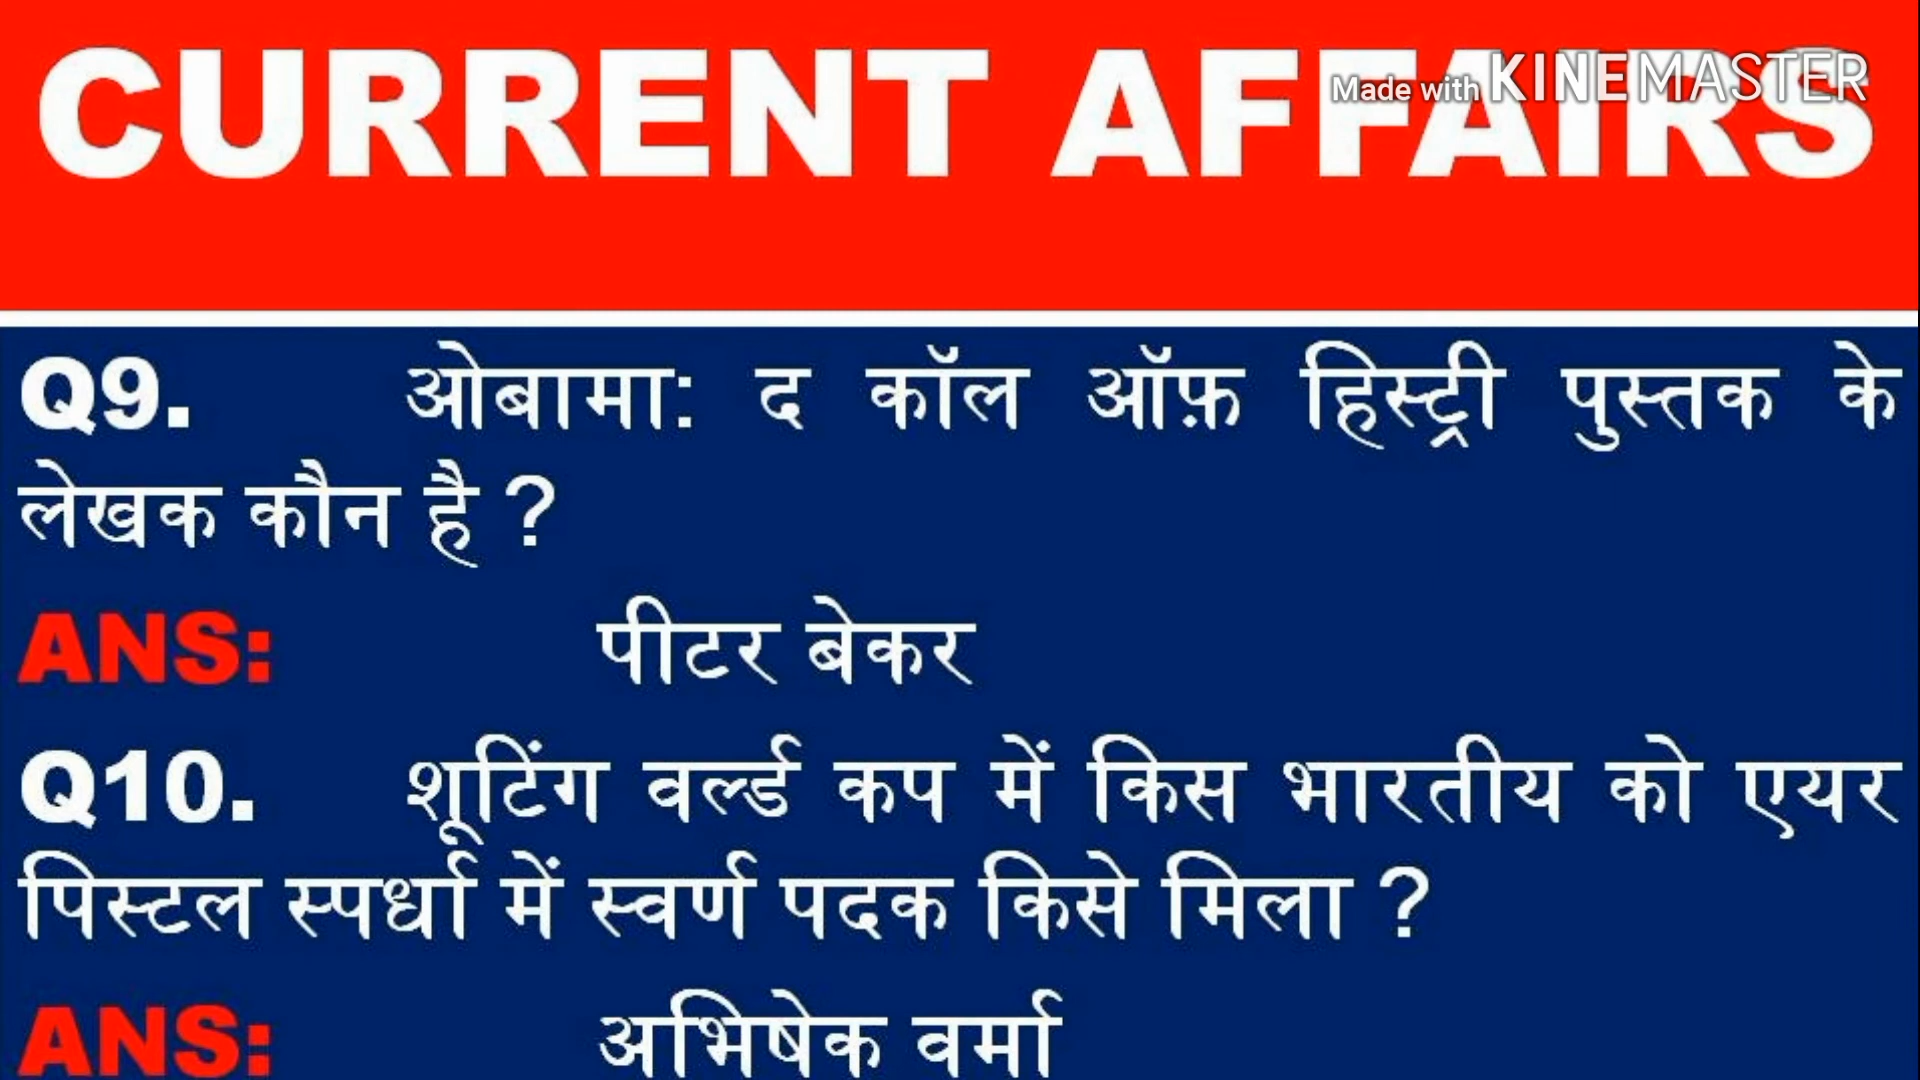 CURRENT AFFAIRS
Made with KINEMASTER
Q9. ओबामा: द कॉल ऑफ़ हिस्ट्री पुस्तक के
लेखक कौन है ?
ANS: पीटर बेकर
Q10. शूटिंग वर्ल्ड कप में किस भारतीय को एयर
पिस्टल स्पर्धा में स्वर्ण पदक किसे मिला ?
ANS: अभिषेक वर्मा